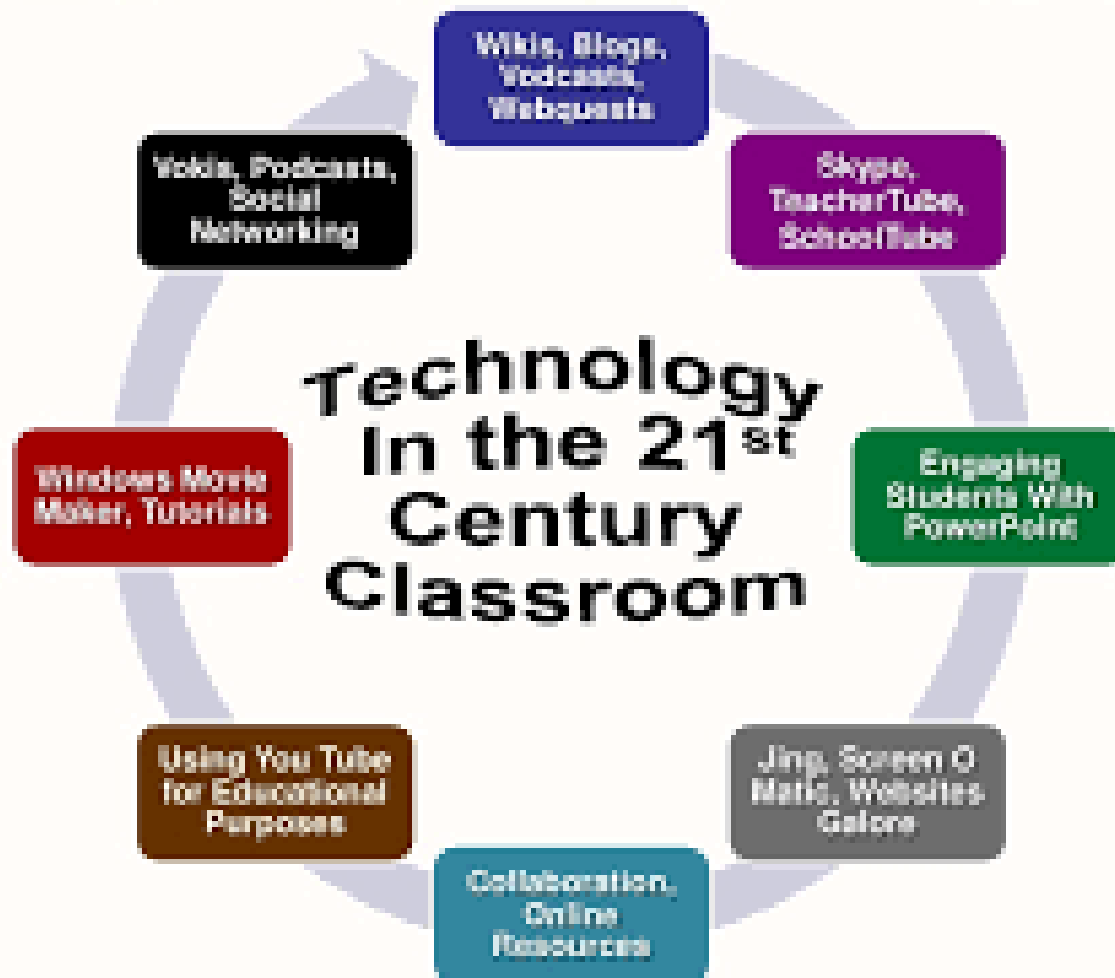 Technology
In the 21st
Century
Classroom
Wikis, Blogs,
Vodcasts,
Webquests
Skype,
TeacherTube,
SchoolTube
Engaging
Students With
PowerPoint
Jing, Screen O
Matic, Websites
Galore
Collaboration,
Online
Resources
Using You Tube
for Educational
Purposes
Windows Movie
Maker, Tutorials
Vokis, Podcasts,
Social
Networking